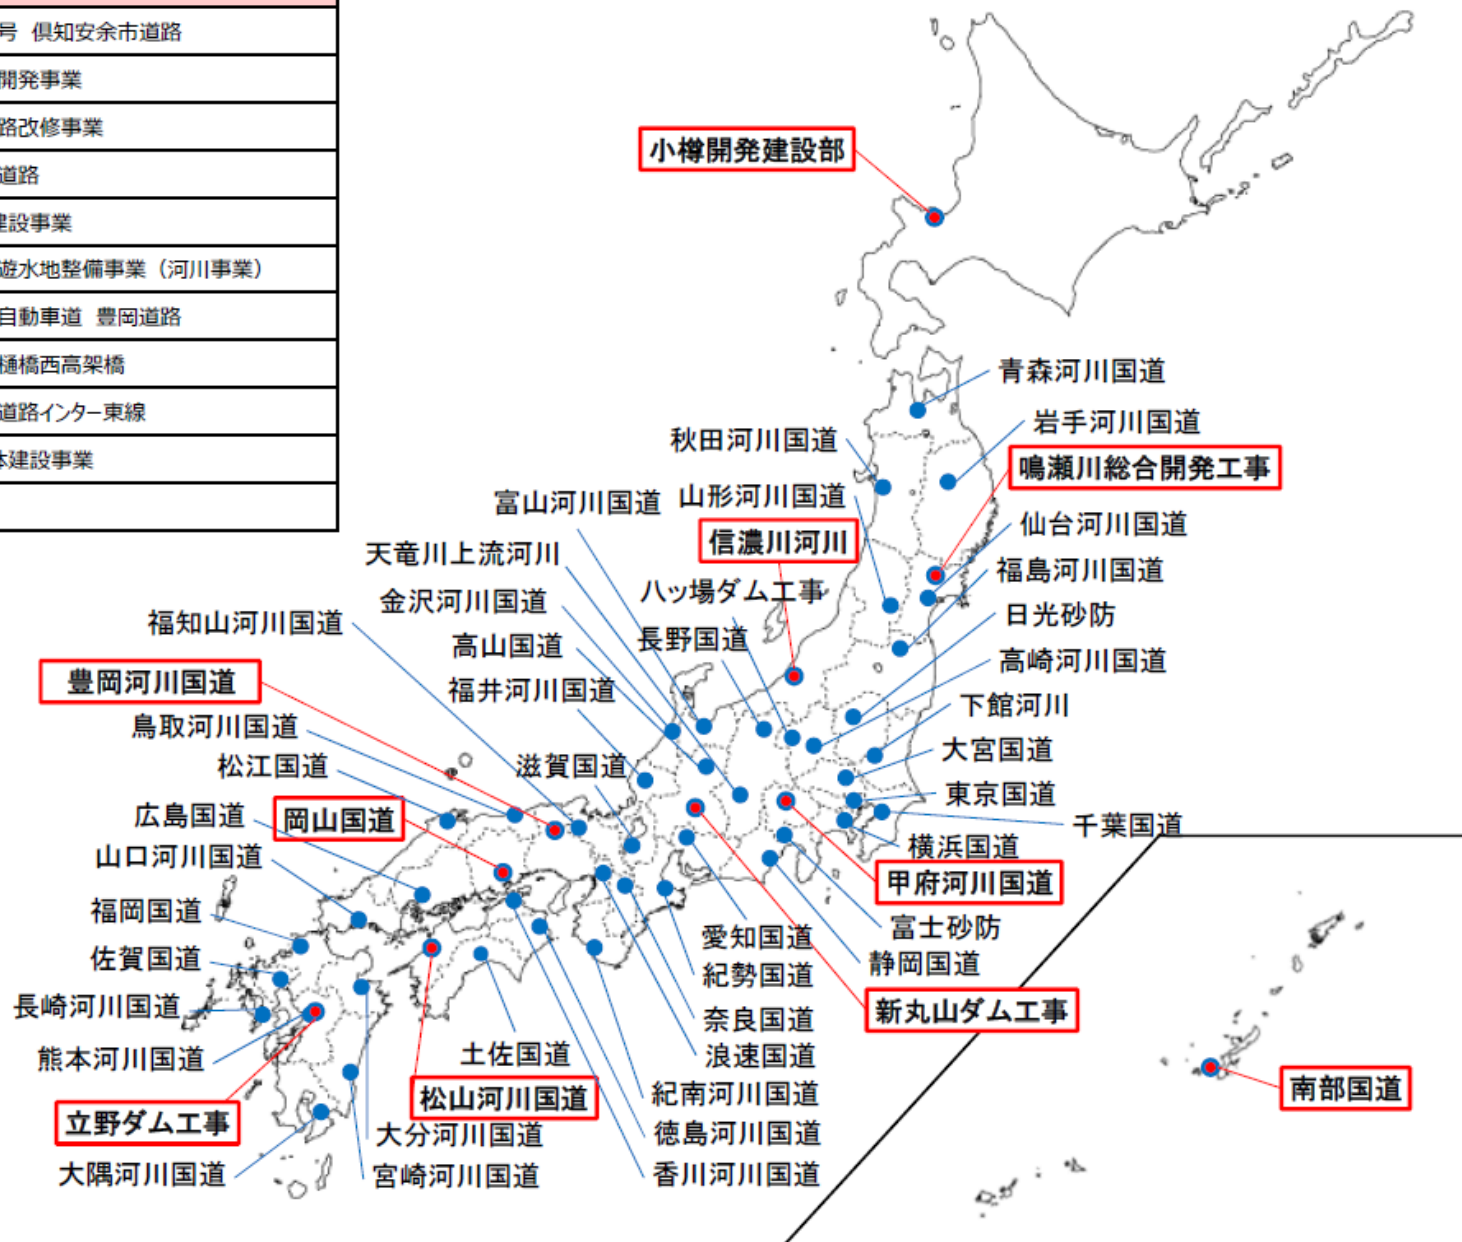 号 倶知安余市道路
開発事業
路改修事業
道路
建設事業
遊水地整備事業（河川事業）
自動車道 豊岡道路
樋橋西高架橋
道路インター東線
体建設事業
小樽開発建設部
青森河川国道
岩手河川国道
秋田河川国道
鳴瀬川総合開発工事
富山河川国道
山形河川国道
仙台河川国道
信濃川河川
天竜川上流河川
福島河川国道
八ッ場ダム工事
金沢河川国道
日光砂防
福知山河川国道
長野国道
高山国道
高崎河川国道
豊岡河川国道
福井河川国道
下館河川
鳥取河川国道
大宮国道
松江国道
滋賀国道
東京国道
広島国道
岡山国道
千葉国道
横浜国道
山口河川国道
甲府河川国道
福岡国道
富士砂防
愛知国道
佐賀国道
静岡国道
紀勢国道
長崎河川国道
新丸山ダム工事
奈良国道
熊本河川国道
土佐国道
浪速国道
南部国道
松山河川国道
紀南河川国道
立野ダム工事
大分河川国道
徳島河川国道
大隅河川国道
宮崎河川国道
香川河川国道